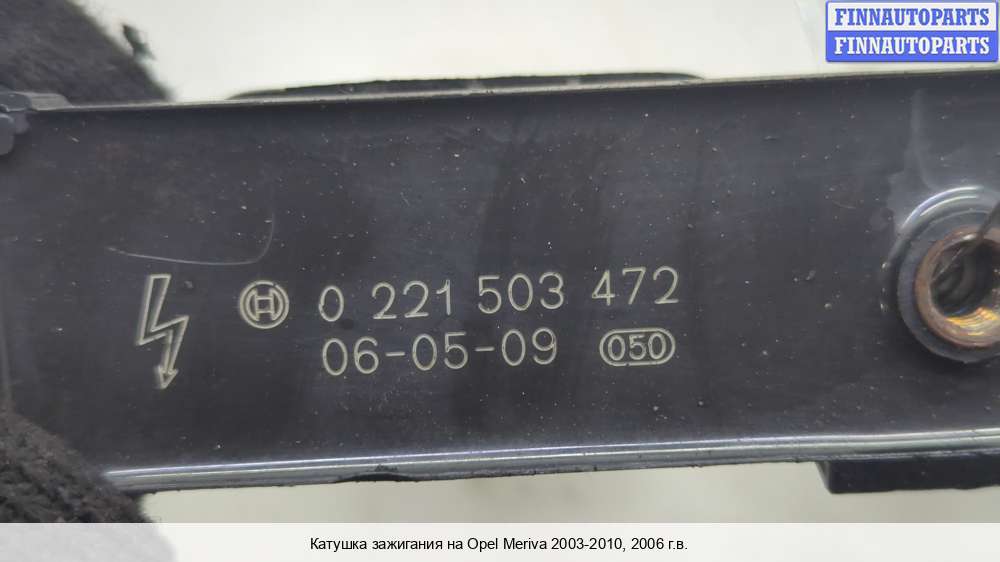 FINNAUTOPARTS
FINNAUTOPARTS
H 0 221 503 472
06-05-09 050
Катушка зажигания на Opel Meriva 2003-2010, 2006 г.в.